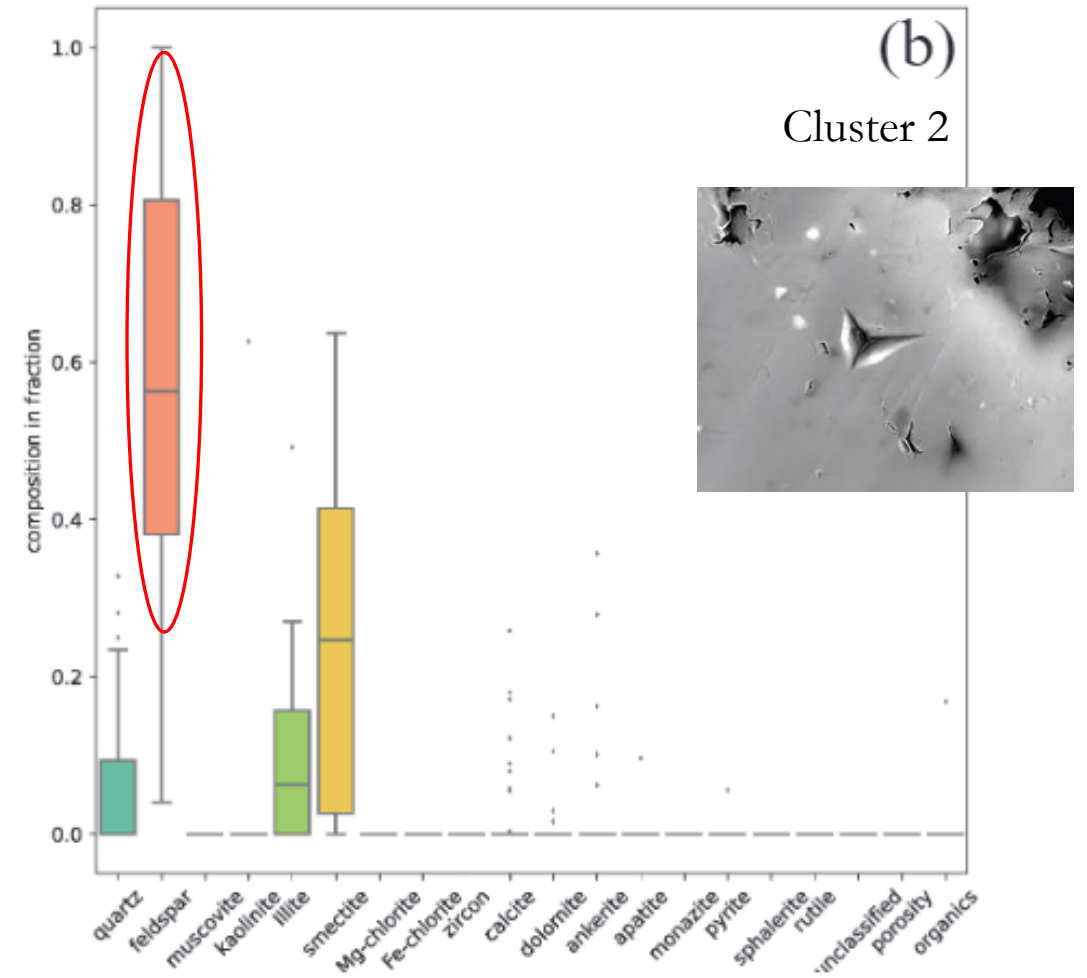 (b)
Cluster 2
1.0
0.8
0.6
0.4
0.2
0.0
composition in fraction
quartz
feldspar
muscovite
kaolinite
Illite
smectite
Mg-chlorite
Fe-chlorite
zircon
calcite
dolomite
ankerite
apatite
monazite
pyrite
sphalerite
rutile
unclassified
porosity
organics